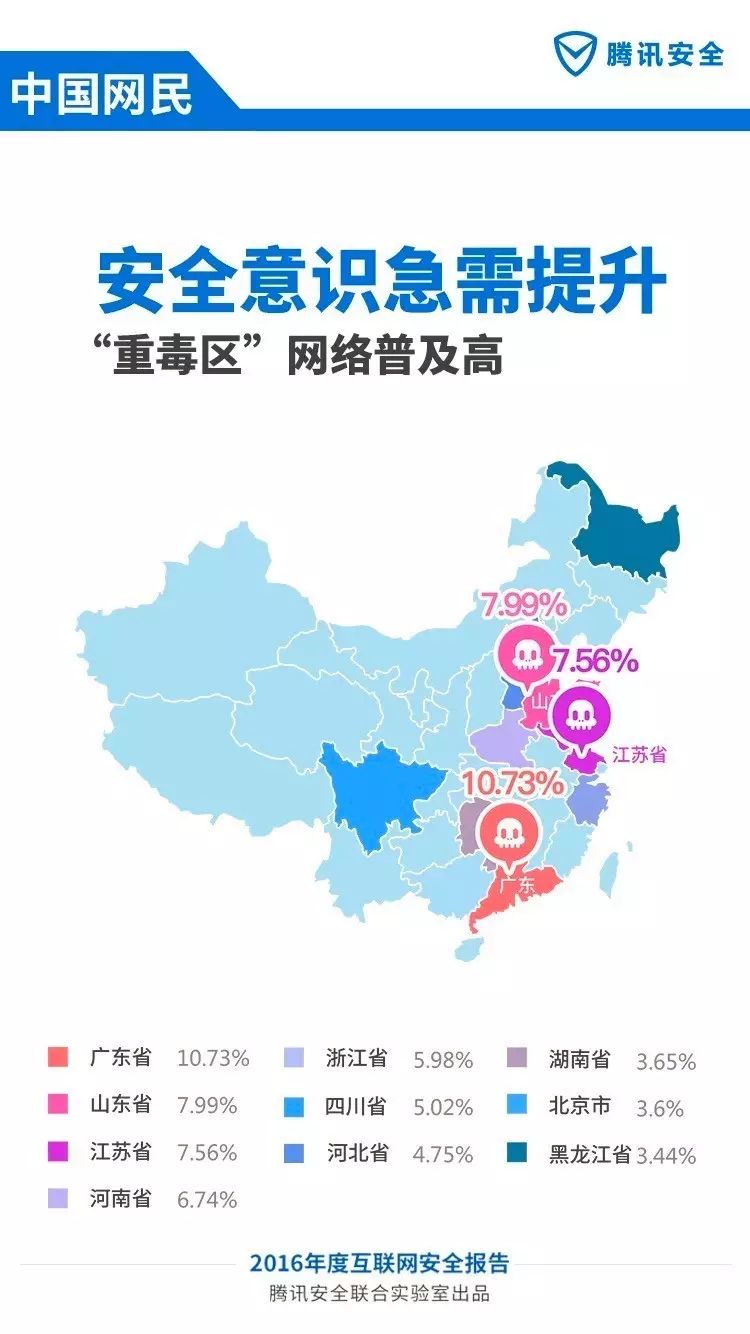 腾讯安全
中国网民
安全意识急需提升
“重毒区”网络普及高
7.99%
7.56%
山
江苏省
10.73%
广东
广东省 10.73%
浙江省 5.98%
湖南省 3.65%
山东省 7.99%
四川省 5.02%
北京市 3.6%
江苏省 7.56%
河北省 4.75%
黑龙江省 3.44%
河南省 6.74%
2016年度互联网安全报告
腾讯安全联合实验室出品